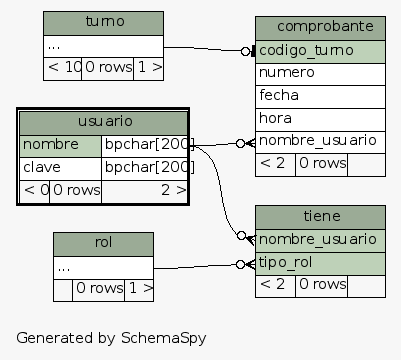 turno
...
< 10 0 rows 1 >
comprobante
codigo_turno
numero
fecha
hora
nombre_usuario
< 2 0 rows
usuario
nombre bpchar[200]
clave bpchar[200]
< 0 0 rows 2 >
tiene
nombre_usuario
tipo_rol
< 2 0 rows
rol
...
0 rows 1 >
Generated by SchemaSpy